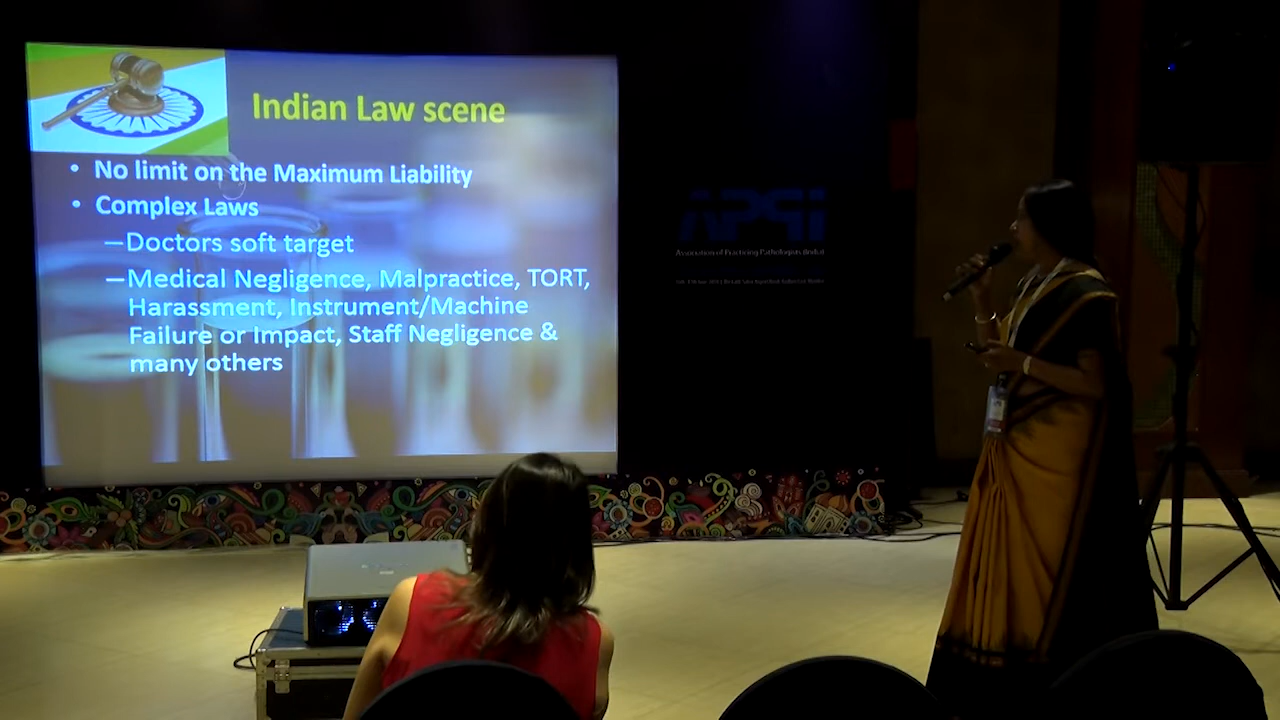 Indian Law scene
• No limit on the Maximum Liability
• Complex Laws
–Doctors soft target
–Medical Negligence, Malpractice, TORT,
Harassment, Instrument/Machine
Failure or Impact, Staff Negligence &
many others
APPI
Association of Practicing Pathologists (India)